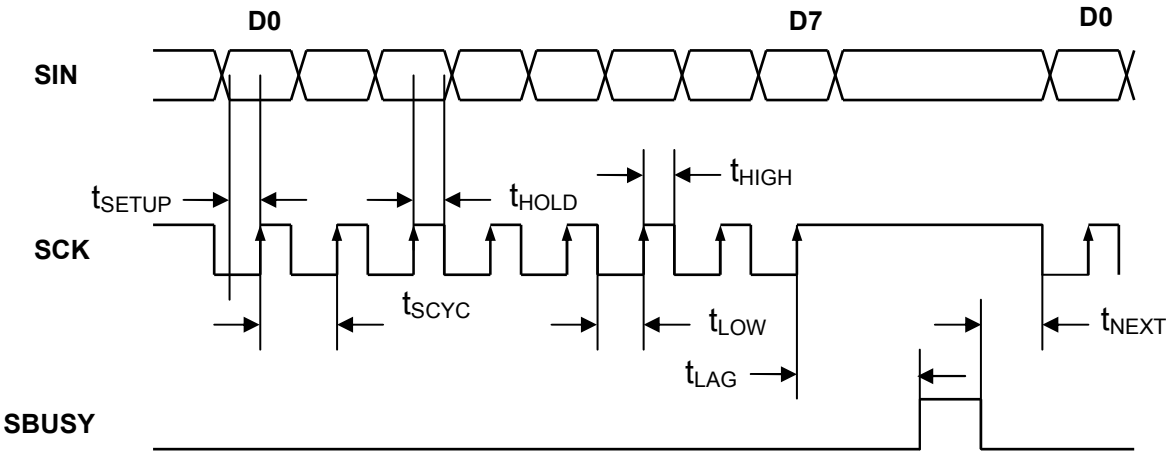 D0 D7 D0
SIN
tHIGH
tSETUP tHOLD
SCK
tSCYC tLOW tNEXT
tLAG
SBUSY